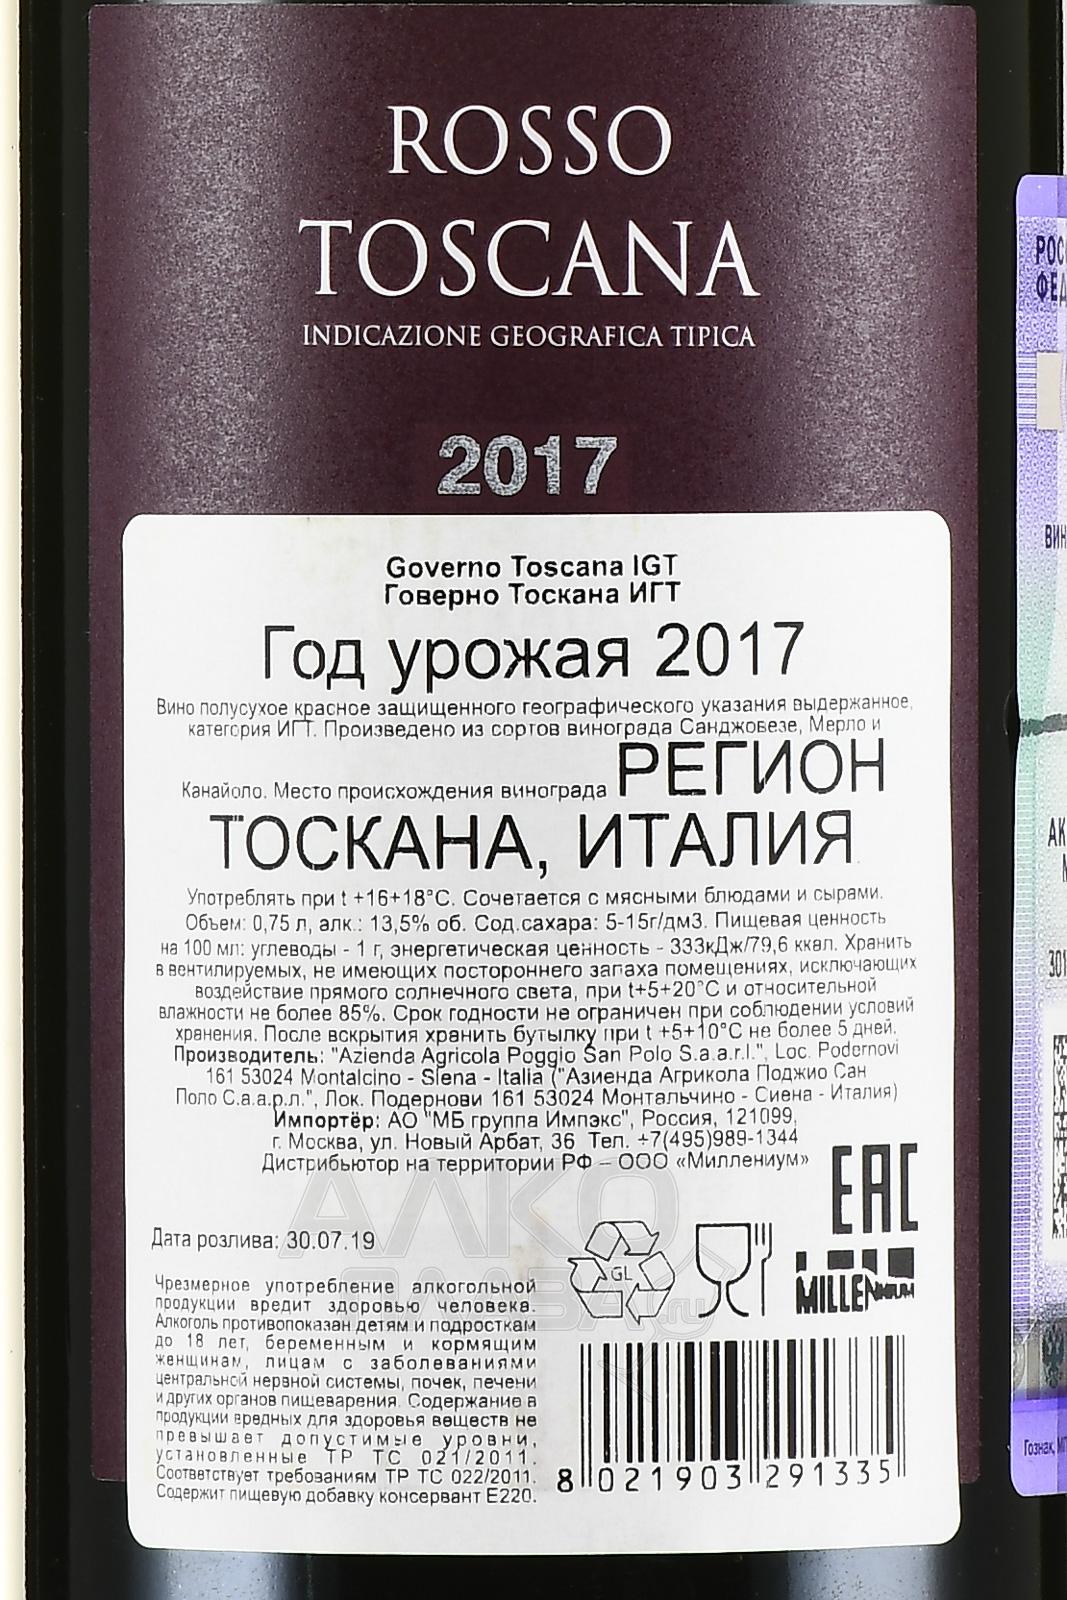 ROSSO
TOSCANA
INDICAZIONE GEOGRAFICA TIPICA
2017
Governo Toscana IGT
Говерно Тоскана ИГТ
Год урожая 2017
Вино полусухое красное защищенного географического указания выдержанное,
категория ИГТ. Произведено из сортов винограда Санджовезе, Мерло и
Канайоло. Место происхождения винограда РЕГИОН
ТОСКАНА, ИТАЛИЯ
Употреблять при t +16+18°C. Сочетается с мясными блюдами и сырами.
Объем: 0,75 л, алк.: 13,5% об. Сод.сахара: 5-15г/дм3. Пищевая ценность
на 100 мл: углеводы - 1 г, энергетическая ценность - 333кДж/79,6 ккал. Хранить
в вентилируемых, не имеющих постороннего запаха помещениях, исключающих
воздействие прямого солнечного света, при t+5+20°C и относительной
влажности не более 85%. Срок годности не ограничен при соблюдении условий
хранения. После вскрытия хранить бутылку при t +5+10°C не более 5 дней.
Производитель: "Azienda Agricola Poggio San Polo S.a.a.r.l.", Loc. Podernovi
161 53024 Montalcino - Siena - Italia ("Азиенда Агрикола Поджио Сан
Поло С.а.а.р.л.", Лок. Подернови 161 53024 Монтальчино - Сиена - Италия)
Импортёр: АО "МБ группа Импэкс", Россия, 121099,
г. Москва, ул. Новый Арбат, 36 Тел. +7(495)989-1344
Дистрибьютор на территории РФ – ООО «Миллениум»
EAC
Дата розлива: 30.07.19
GL
MILLENNIUM
АЛКО
ДИВА.ru
Чрезмерное употребление алкогольной
продукции вредит здоровью человека.
Алкоголь противопоказан детям и подросткам
до 18 лет, беременным и кормящим
женщинам, лицам с заболеваниями
центральной нервной системы, почек, печени
и других органов пищеварения. Содержание в
продукции вредных для здоровья веществ не
превышает допустимые уровни,
установленные ТР ТС 021/2011.
Соответствует требованиям ТР ТС 022/2011.
Содержит пищевую добавку консервант Е220.
8 021903 291335
РОСС
ФЕД
ВИН
АК
М
301
Гознак, МП